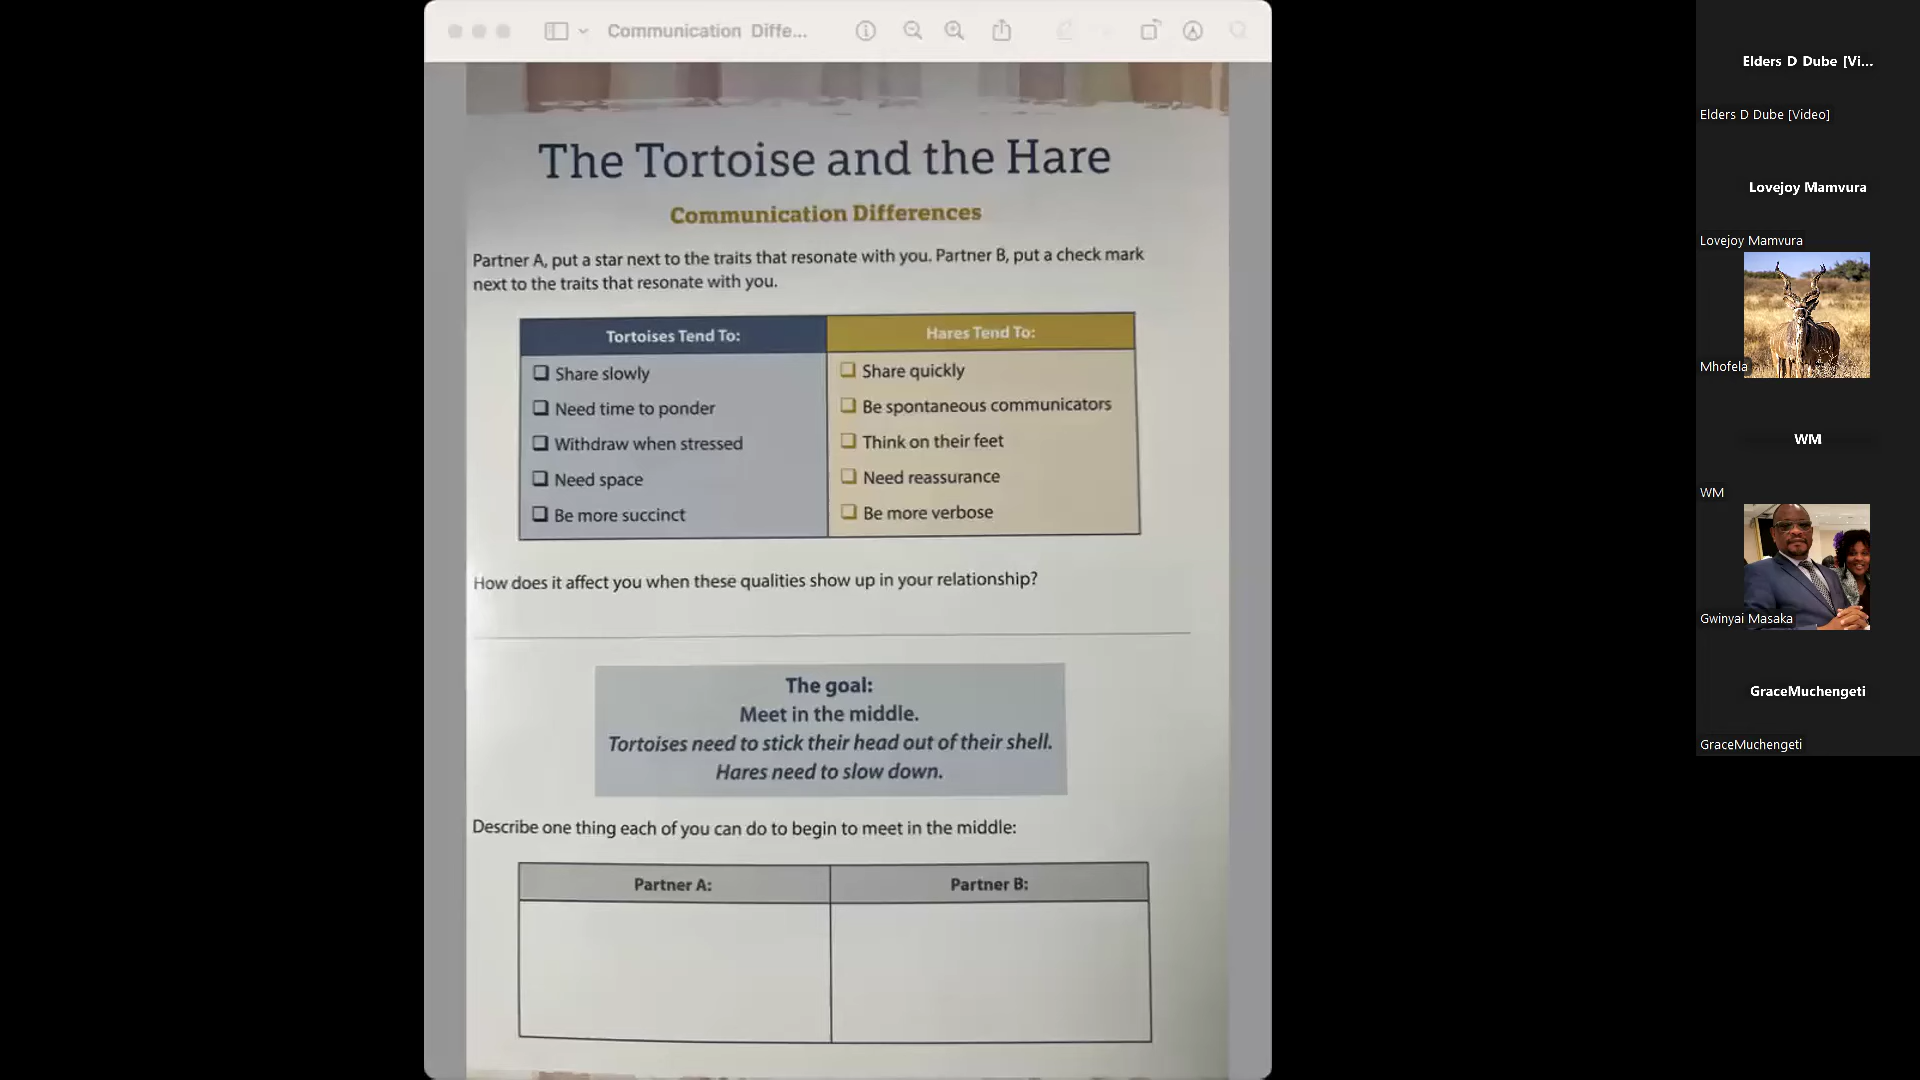 Communication Diffe...
The Tortoise and the Hare
Communication Differences
Partner A, put a star next to the traits that resonate with you. Partner B, put a check mark
next to the traits that resonate with you.
Tortoises Tend To:
Share slowly
Need time to ponder
Withdraw when stressed
Need space
Be more succinct
Hares Tend To:
Share quickly
Be spontaneous communicators
Think on their feet
Need reassurance
Be more verbose
How does it affect you when these qualities show up in your relationship?
The goal:
Meet in the middle.
Tortoises need to stick their head out of their shell.
Hares need to slow down.
Describe one thing each of you can do to begin to meet in the middle:
Partner A:
Partner B:
Elders D Dube [Vi...
Elders D Dube [Video]
Lovejoy Mamvura
Lovejoy Mamvura
Mhofela
WM
WM
Gwinyai Masaka
GraceMuchengeti
GraceMuchengeti